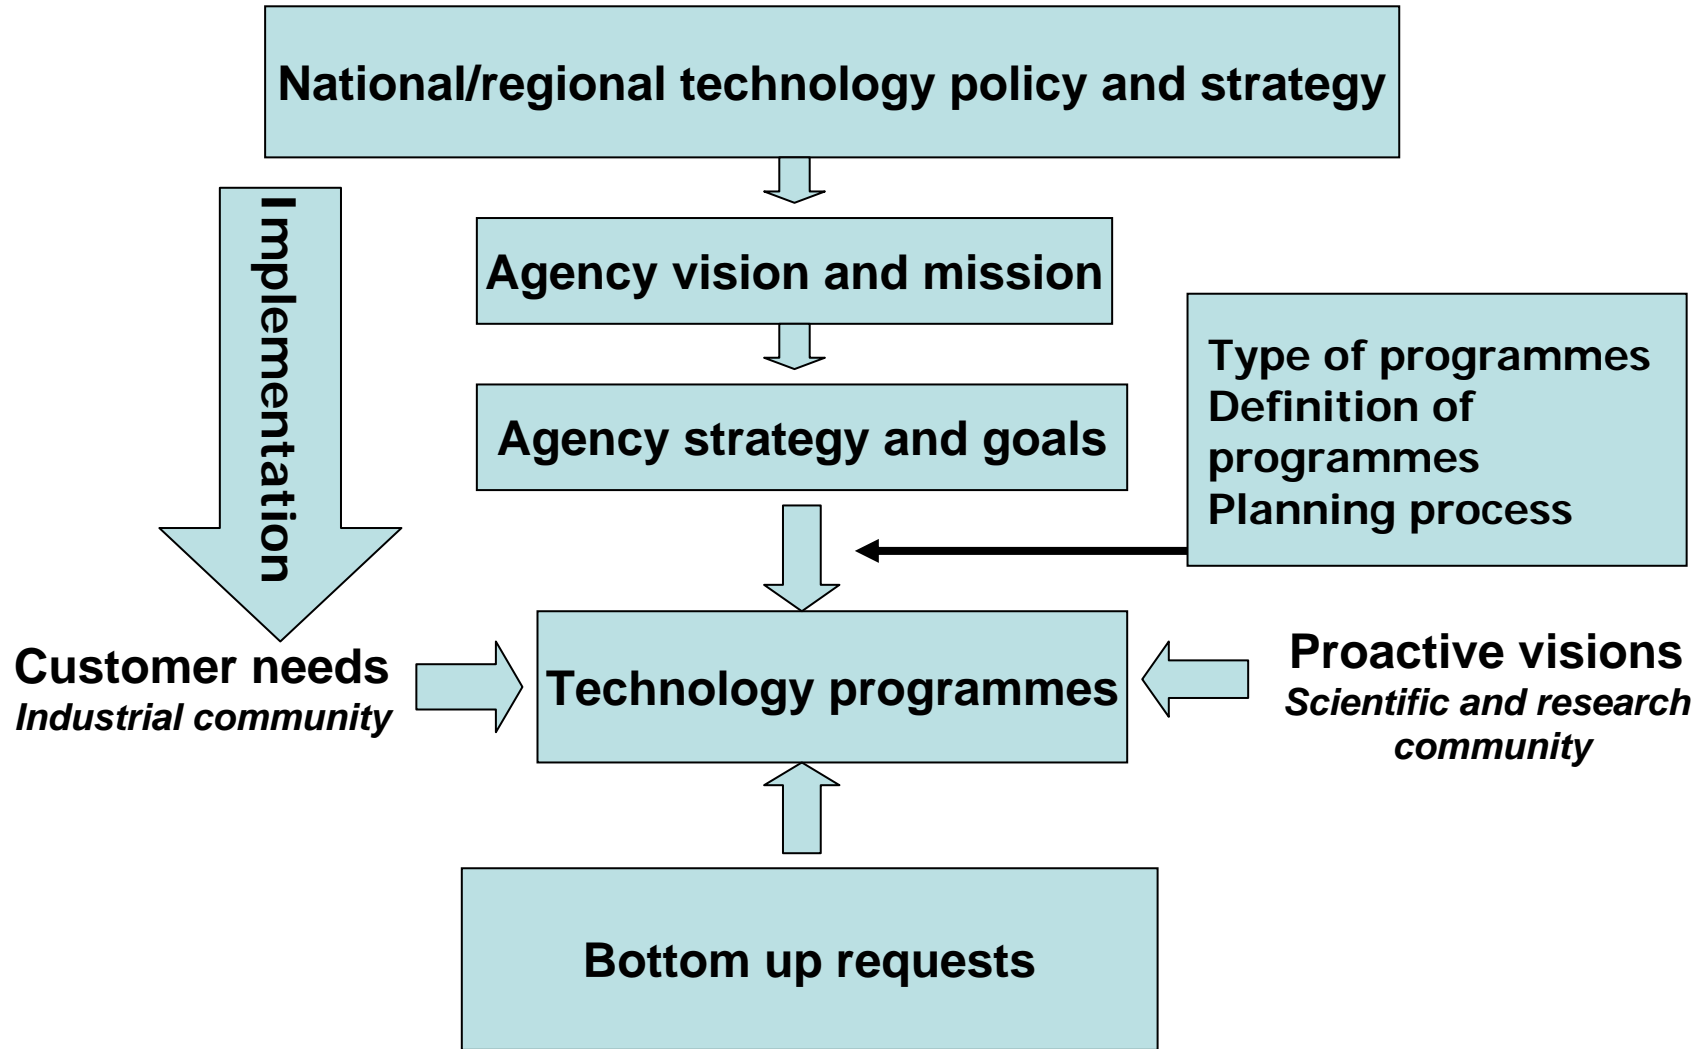 National/regional technology policy and strategy
Implementation
Agency vision and mission
Agency strategy and goals
Type of programmes
Definition of
programmes
Planning process
Customer needs
Industrial community
Technology programmes
Proactive visions
Scientific and research
community
Bottom up requests